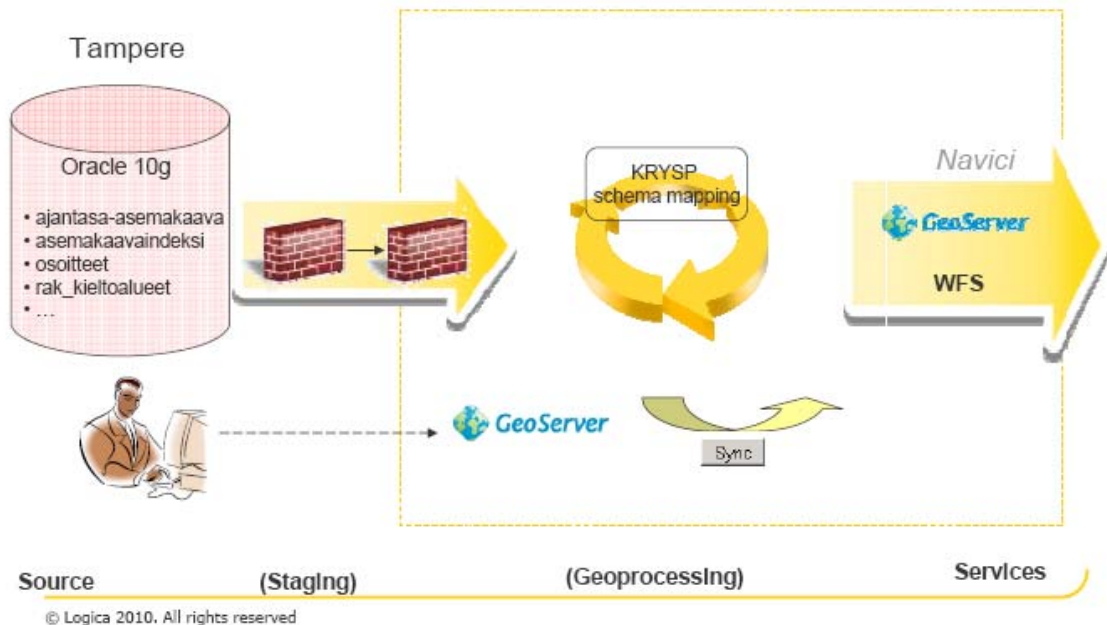 Tampere
Oracle 10g
• ajantasa-asemakaava
• asemakaavaindeksi
• osoitteet
• rak_kieltoalueet
• ...
KRYSP
schema mapping
Navici
GeoServer
WFS
GeoServer
Sync
Source
(Staging)
(Geoprocessing)
Services
© Logica 2010. All rights reserved